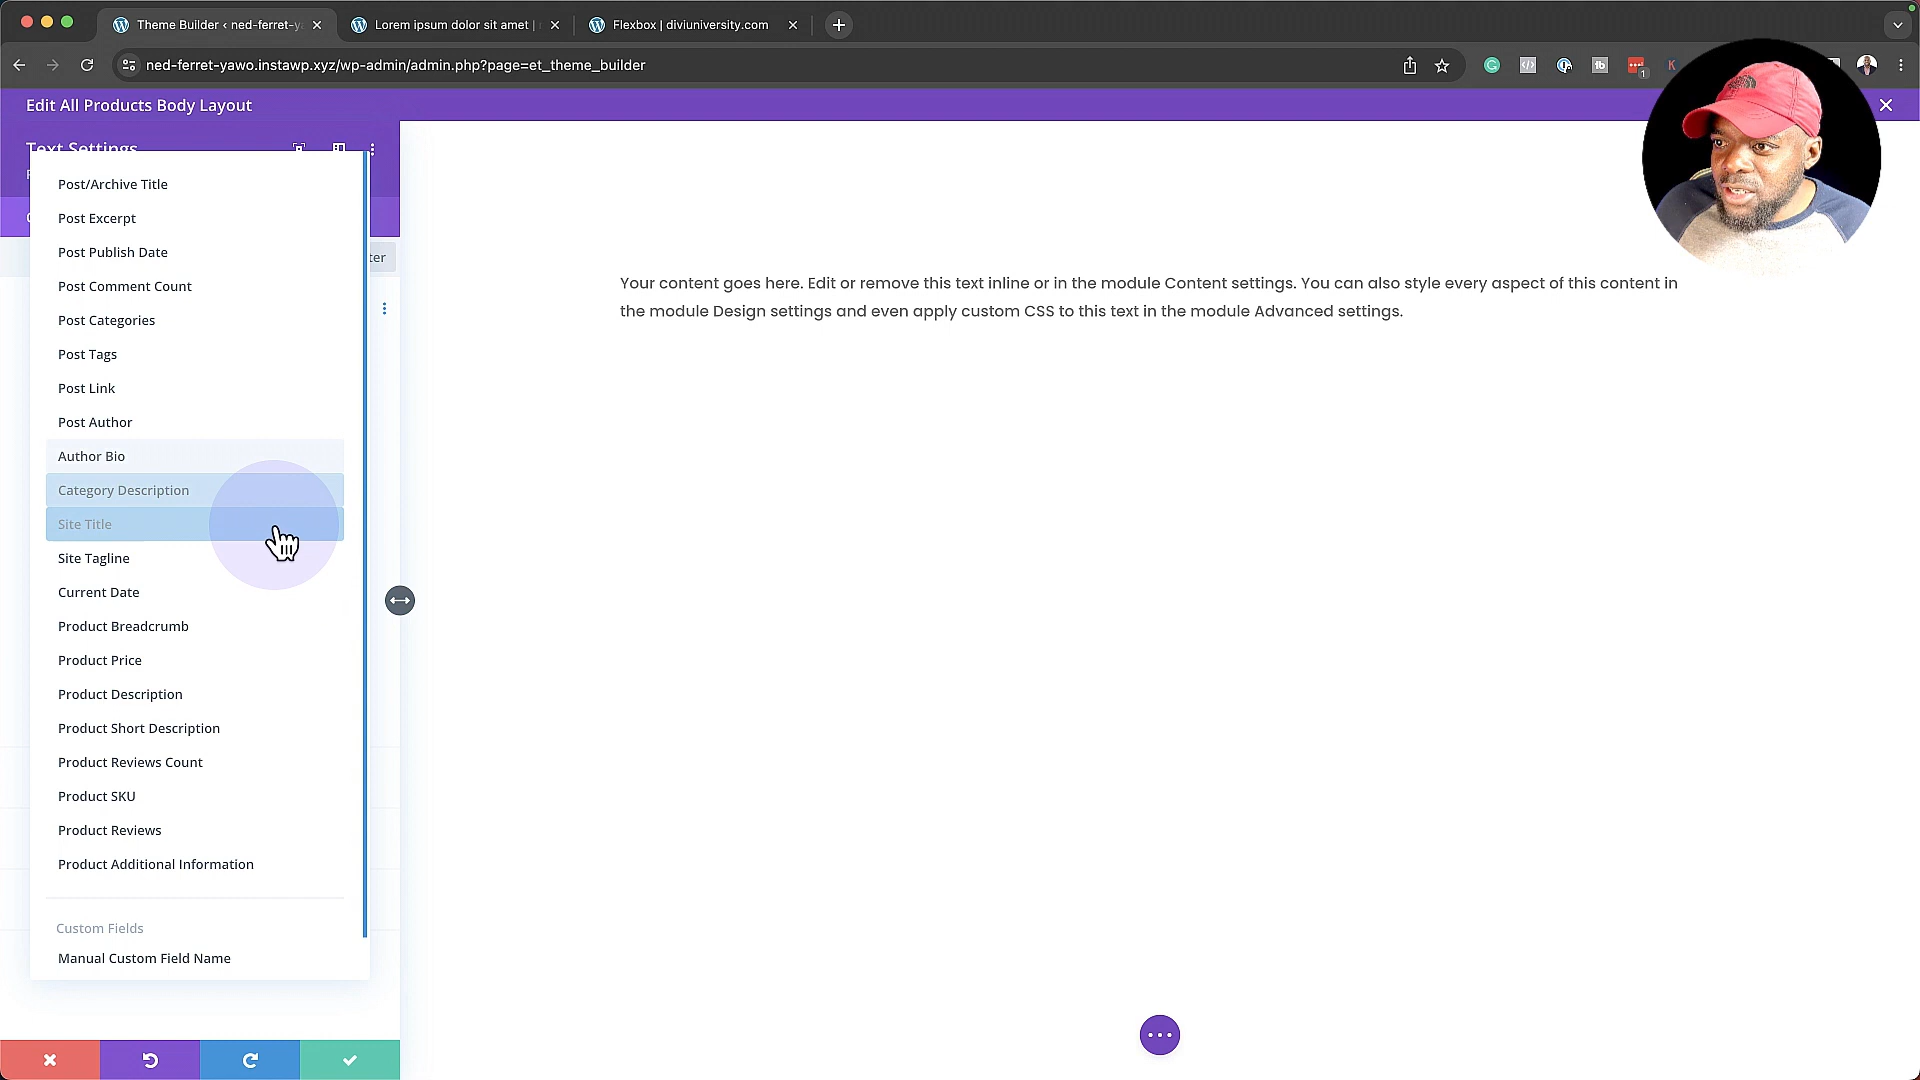 Theme Builder ‹ ned-ferret-ya
Lorem ipsum dolor sit amet |
Flexbox | diviuniversity.com
ned-ferret-yawo.instawp.xyz/wp-admin/admin.php?page=et_theme_builder
1
K
Edit All Products Body Layout
Text Settings
Post/Archive Title
Post Excerpt
Post Publish Date
ter
Post Comment Count
Post Categories
Post Tags
Post Link
Post Author
Author Bio
Category Description
Site Title
Site Tagline
Current Date
Product Breadcrumb
Product Price
Product Description
Product Short Description
Product Reviews Count
Product SKU
Product Reviews
Product Additional Information
Custom Fields
Manual Custom Field Name
Your content goes here. Edit or remove this text inline or in the module Content settings. You can also style every aspect of this content in
the module Design settings and even apply custom CSS to this text in the module Advanced settings.